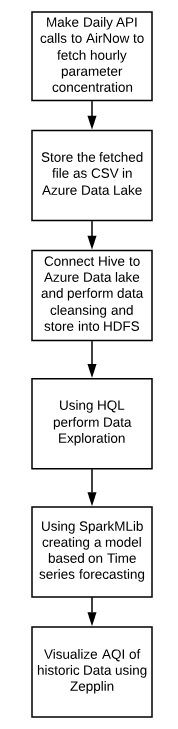 Make Daily API
calls to AirNow to
fetch hourly
parameter
concentration
Store the fetched
file as CSV in
Azure Data Lake
Connect Hive to
Azure Data lake
and perform data
cleansing and
store into HDFS
Using HQL
perform Data
Exploration
Using SparkMLib
creating a model
based on Time
series forecasting
Visualize AQI of
historic Data using
Zepplin